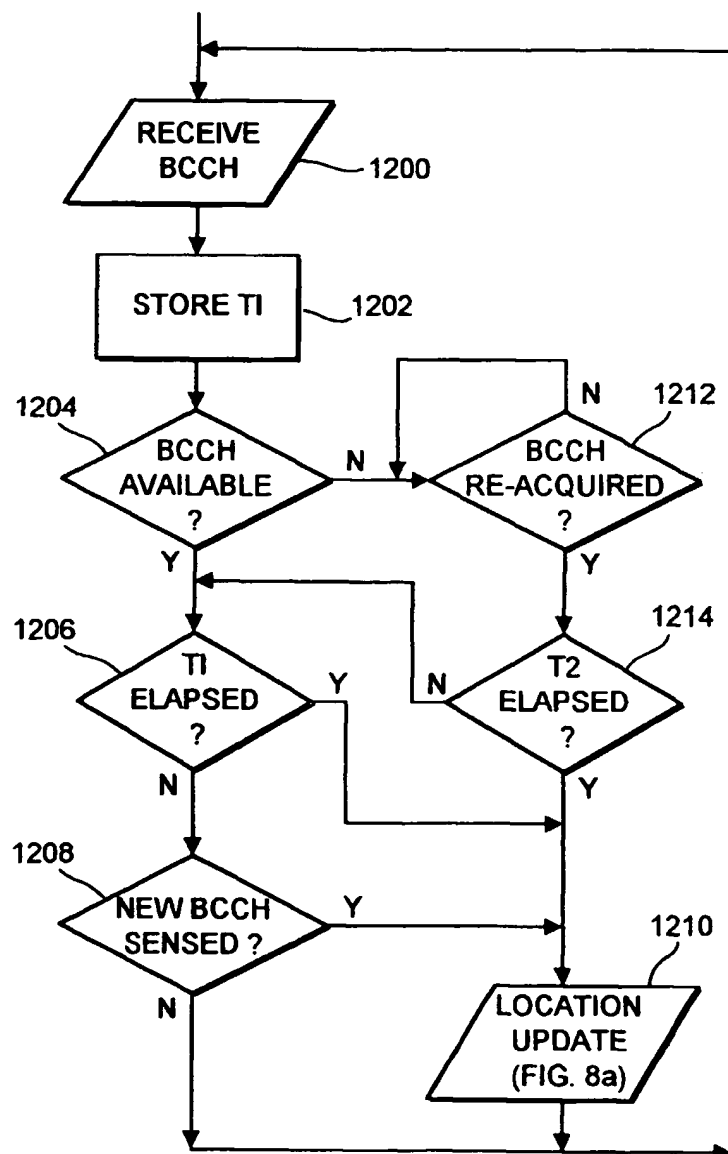 RECEIVE
BCCH
1200
STORE TI
1202
1204
BCCH
AVAILABLE
?
N
Y
N
1212
BCCH
RE-ACQUIRED
?
Y
1206
TI
ELAPSED
?
Y
N
1214
T2
ELAPSED
?
N
Y
1208
NEW BCCH
SENSED ?
Y
N
1210
LOCATION
UPDATE
(FIG. 8a)